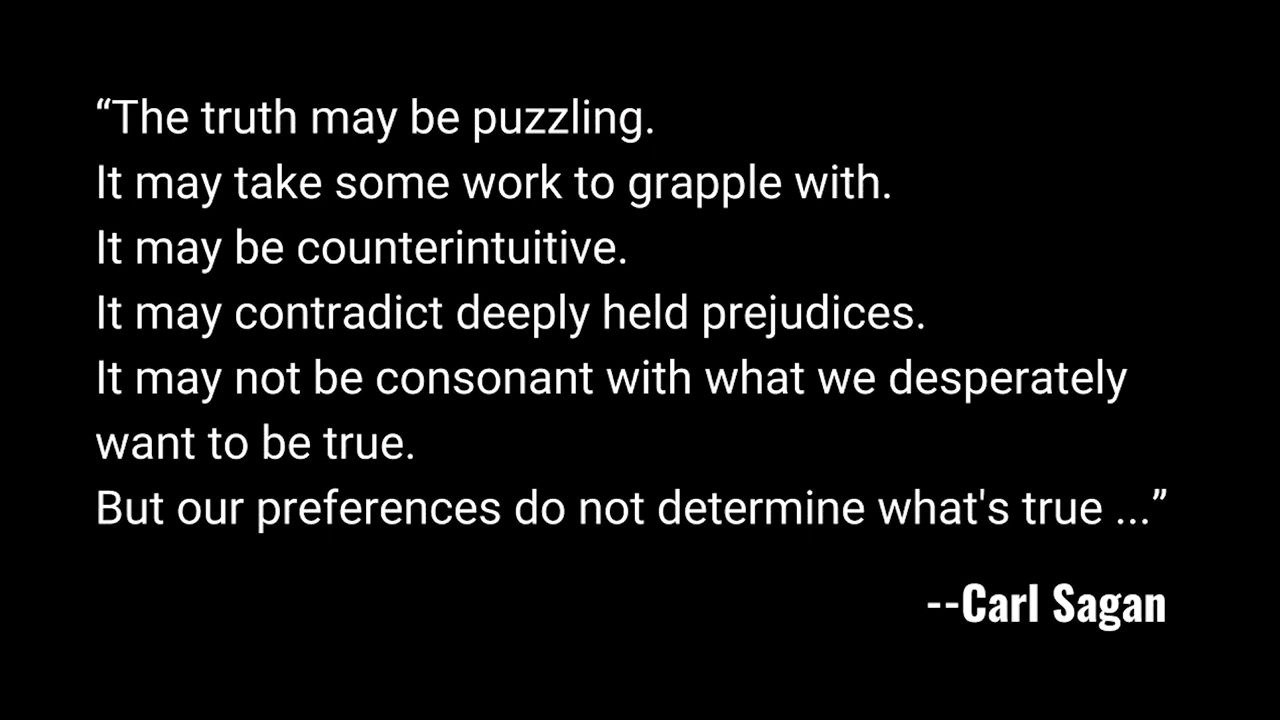 “The truth may be puzzling.
It may take some work to grapple with.
It may be counterintuitive.
It may contradict deeply held prejudices.
It may not be consonant with what we desperately
want to be true.
But our preferences do not determine what's true ...”
--Carl Sagan